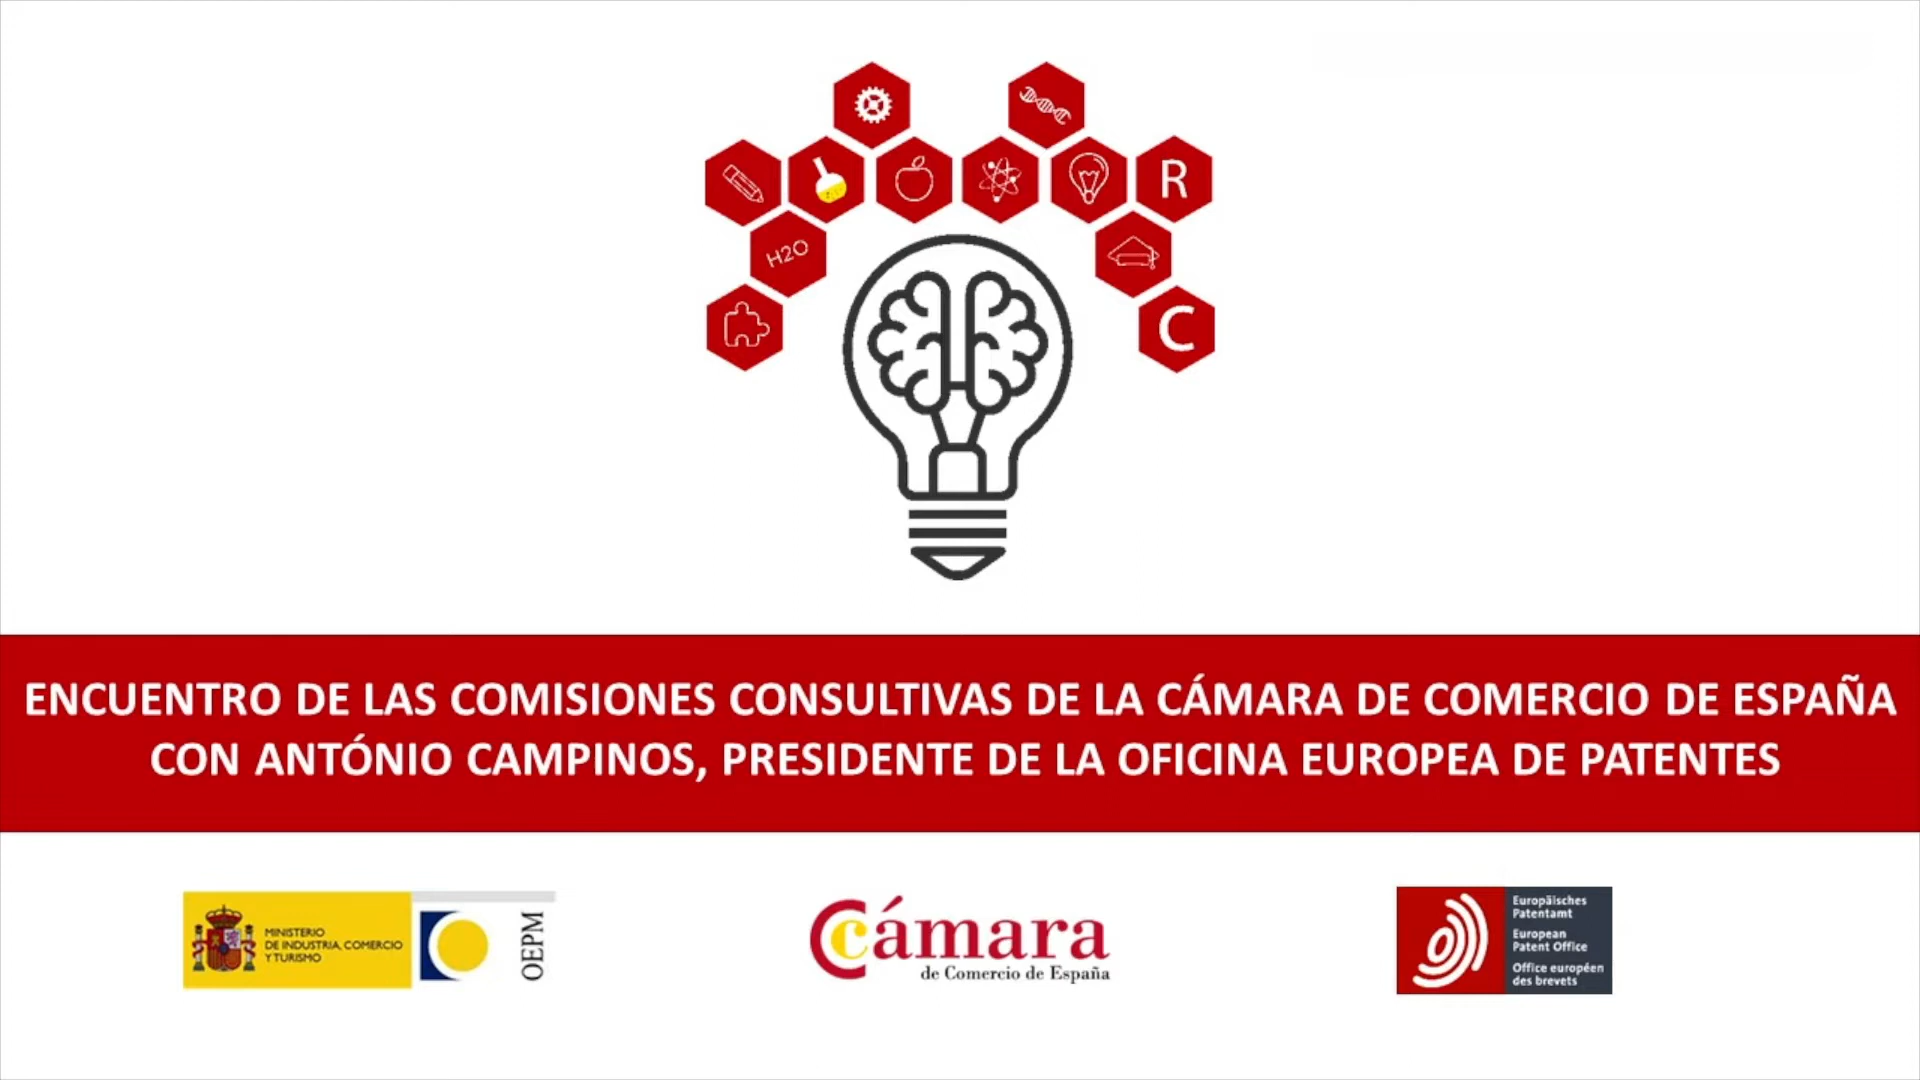 R
H2O
C
ENCUENTRO DE LAS COMISIONES CONSULTIVAS DE LA CÁMARA DE COMERCIO DE ESPAÑA
CON ANTÓNIO CAMPINOS, PRESIDENTE DE LA OFICINA EUROPEA DE PATENTES
MINISTERIO
DE INDUSTRIA, COMERCIO
Y TURISMO
OEPM
Cámara
de Comercio de España
Europäisches
Patentamt
European
Patent Office
Office européen
des brevets